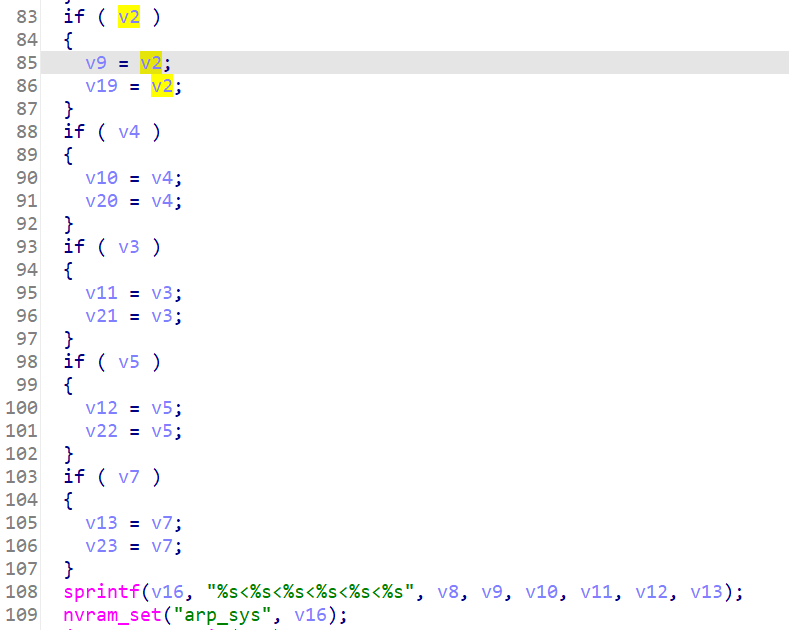 83 if ( v2 )
84 {
85 v9 = v2;
86 v19 = v2;
87 }
88 if ( v4 )
89 {
90 v10 = v4;
91 v20 = v4;
92 }
93 if ( v3 )
94 {
95 v11 = v3;
96 v21 = v3;
97 }
98 if ( v5 )
99 {
100 v12 = v5;
101 v22 = v5;
102 }
103 if ( v7 )
104 {
105 v13 = v7;
106 v23 = v7;
107 }
108 sprintf(v16, "%s<%s<%s<%s<%s<%s", v8, v9, v10, v11, v12, v13);
109 nvram_set("arp_sys", v16);